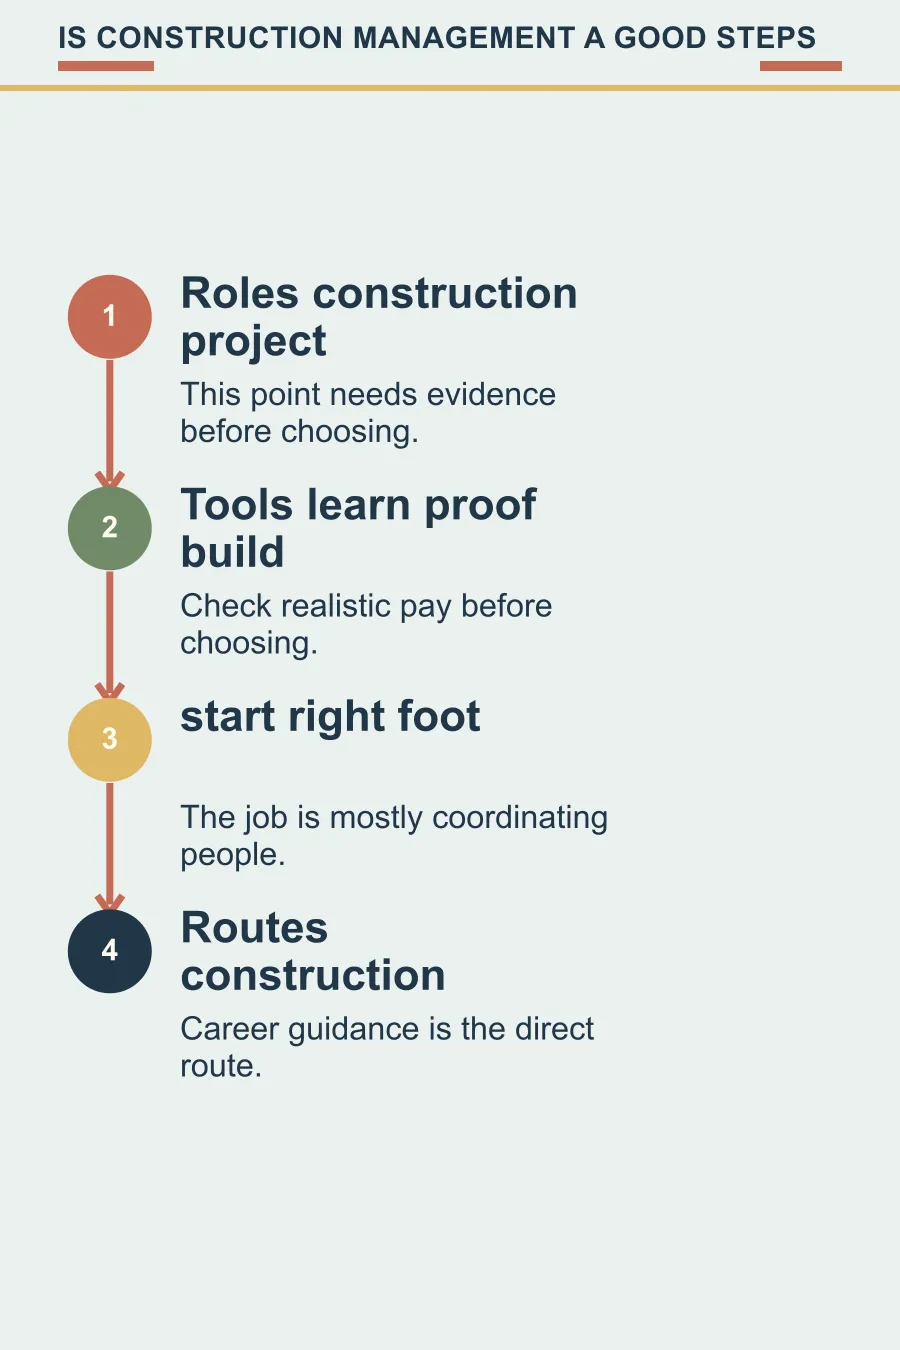 IS CONSTRUCTION MANAGEMENT A GOOD STEPS
1
Roles construction
project
This point needs evidence
before choosing.
2
Tools learn proof
build
Check realistic pay before
choosing.
3
start right foot
The job is mostly coordinating
people.
4
Routes
construction
Career guidance is the direct
route.